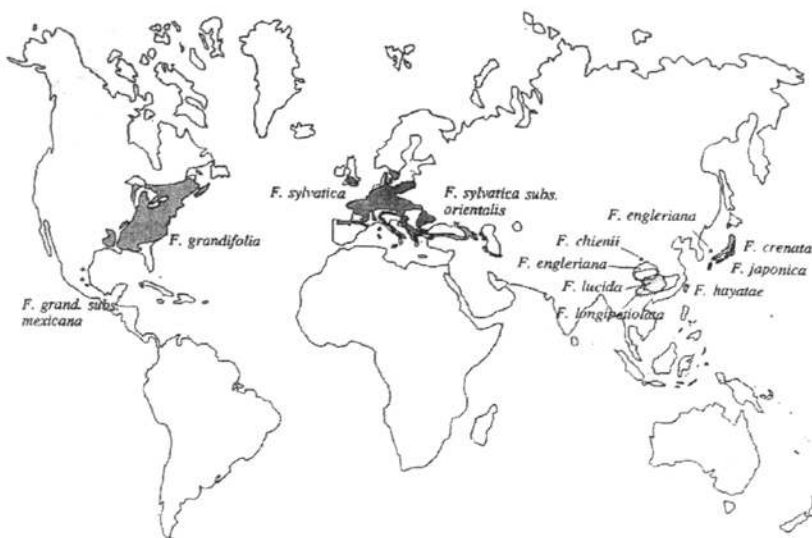 F. sylvatica
F. sylvatica subs.
orientalis
F. grandifolia
F. grand. subs.
mexicana
F. engleriana
F. chienii
F. engleriana
F. lucida
F. longipetiolata
F. crenata
F. japonica
F. hayatae